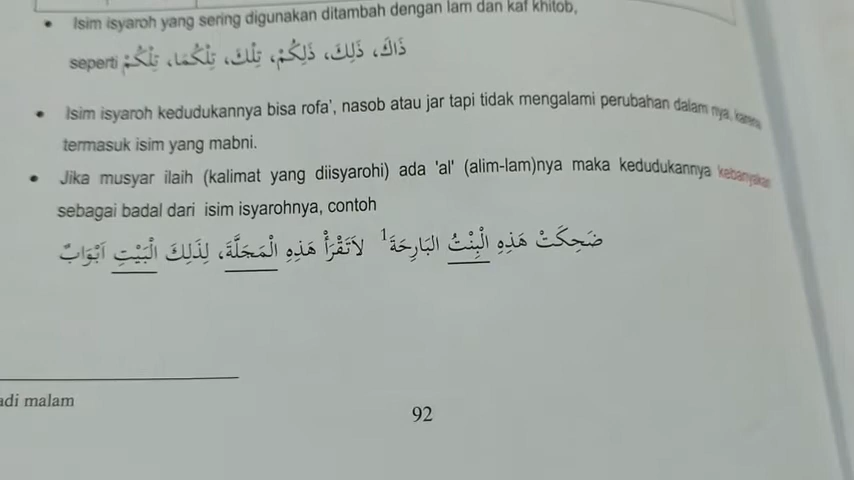 • Isim isyaroh yang sering digunakan ditambah dengan lam dan kaf khitob,
seperti ذَاكَ، ذَلِكَ، ذَلِكُمْ، تِلْكَ، تِلْكُمَا، تِلْكُمْ
• Isim isyaroh kedudukannya bisa rofa', nasob atau jar tapi tidak mengalami perubahan dalam nya, karena
termasuk isim yang mabni.
• Jika musyar ilaih (kalimat yang diisyarohi) ada 'al' (alim-lam)nya maka kedudukannya kebanyakan
sebagai badal dari isim isyarohnya, contoh
ضَحِكَتْ هَذِهِ الْبِنْتُ البَارِحَةَ¹ لاَتَقْرَأْ هَذِهِ الْمَجَلَّةَ، لِذَلِكَ الْبَيْتِ اَبْوَابٌ
adi malam
92